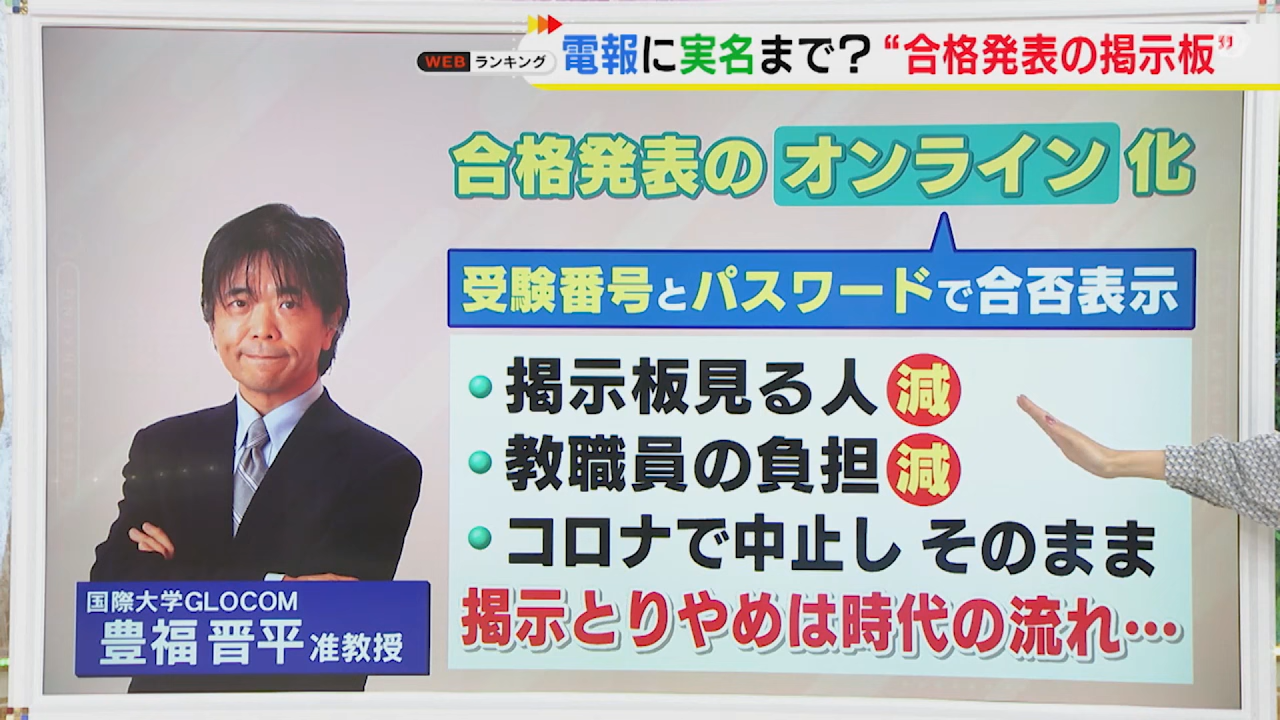 WEB ランキング
電報に実名まで?“合格発表の掲示板”
合格発表のオンライン化
受験番号とパスワードで合否表示
・掲示板見る人 減
・教職員の負担 減
・コロナで中止し そのまま
掲示とりやめは時代の流れ…
国際大学GLOCOM
豊福 晋平 准教授